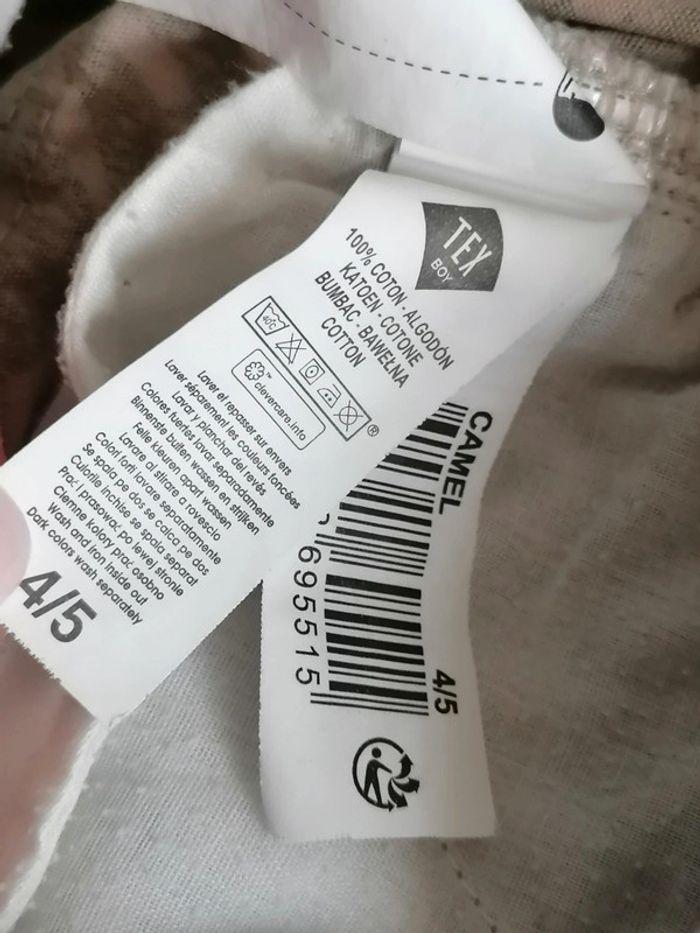 TEX
BOY
100% COTON - ALGODÓN
KATOEN - COTONE
BUMBAC - BAWEŁNA
COTTON
40°C
®
clevercare.info™
Laver et repasser sur envers
Laver séparement les couleurs foncées
Lavar y planchar del revés
Colores fuertes lavar separadamente
Binnenste buiten wassen en strijken
Felle kleuren apart wassen
Lavare al stirare a rovescio
Colori forti lavare separatamente
Se spala pe dos se calca pe dos
Culorile inchise se spala separat
Prać i prasować po lewej stronie
Ciemne kolory prać osobno
Wash and iron inside out
Dark colors wash separately
4/5
CAMEL
695515
4/5